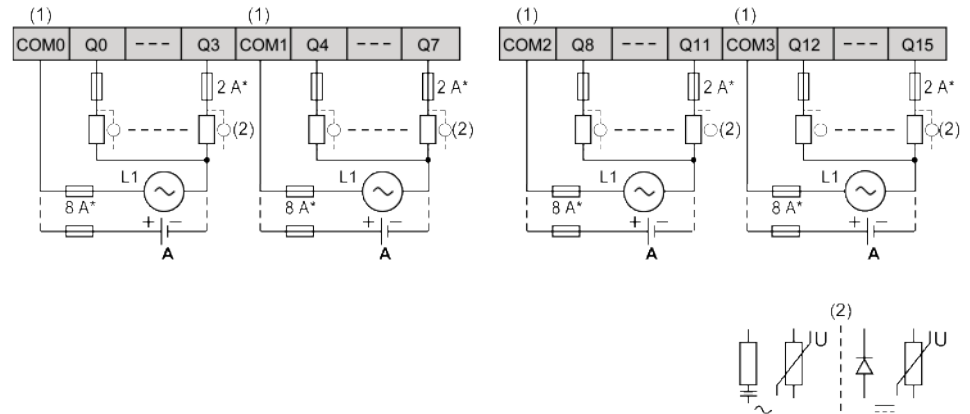 (1) (1) (1) (1)
COM0 Q0 --- Q3 COM1 Q4 --- Q7 COM2 Q8 --- Q11 COM3 Q12 --- Q15
2 A* 2 A* 2 A* 2 A*
(2) (2) (2) (2)
L1 L1 L1 L1
8 A* 8 A* 8 A* 8 A*
+ − + − + − + −
A A A A
(2)
U U